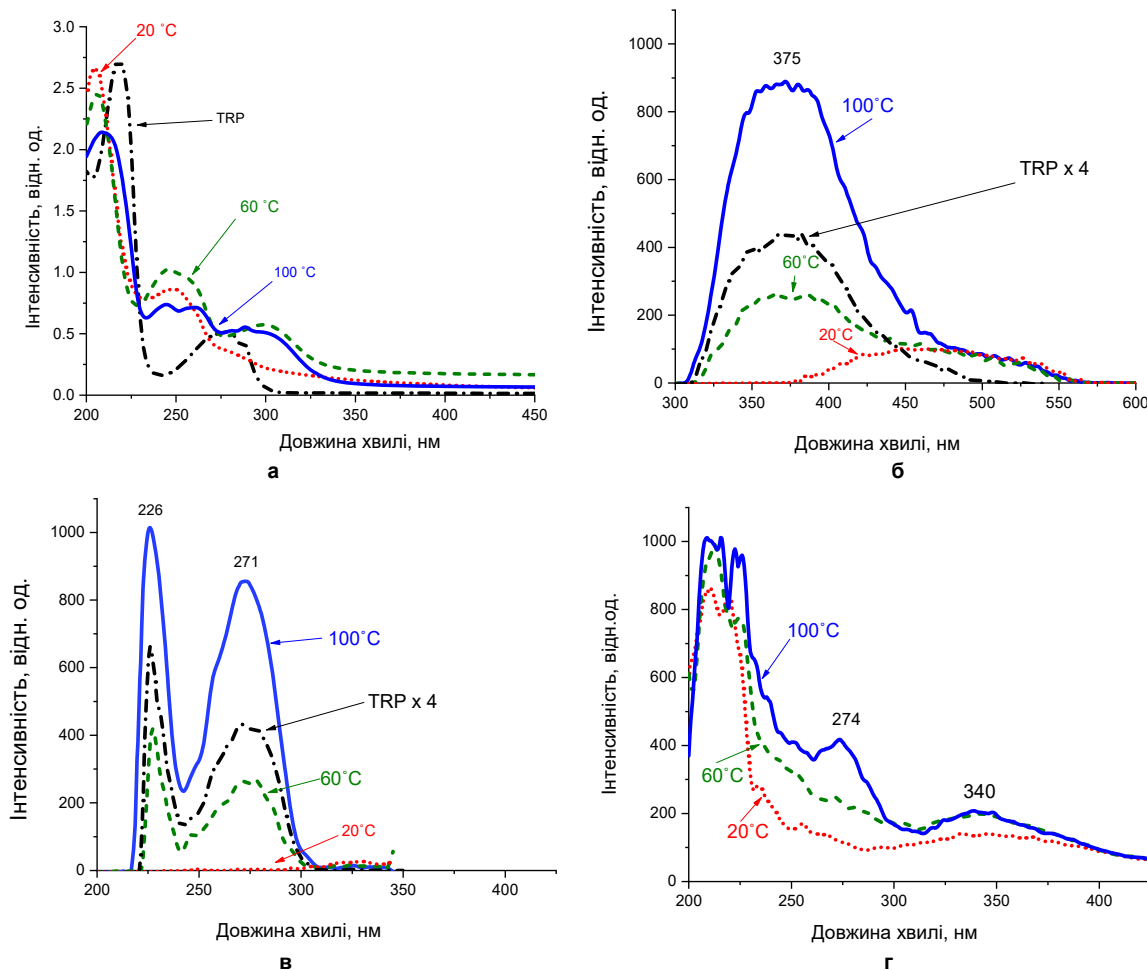 3.0
2.5
2.0
1.5
1.0
0.5
0.0
200 250 300 350 400 450
Інтенсивність, відн. од.
Довжина хвилі, нм
20 ˚C
TRP
60 ˚C
100 ˚C
а
1000
800
600
400
200
0
300 350 400 450 500 550 600
Інтенсивність, відн. од.
Довжина хвилі, нм
375
100˚C
TRP x 4
60˚C
20˚C
б
1000
800
600
400
200
0
200 250 300 350 400
Інтенсивність, відн. од.
Довжина хвилі, нм
226
271
100˚C
TRP x 4
60˚C
20˚C
в
1000
800
600
400
200
0
200 250 300 350 400
Інтенсивність, відн.од.
Довжина хвилі, нм
100˚C
274
60˚C
20˚C
340
г